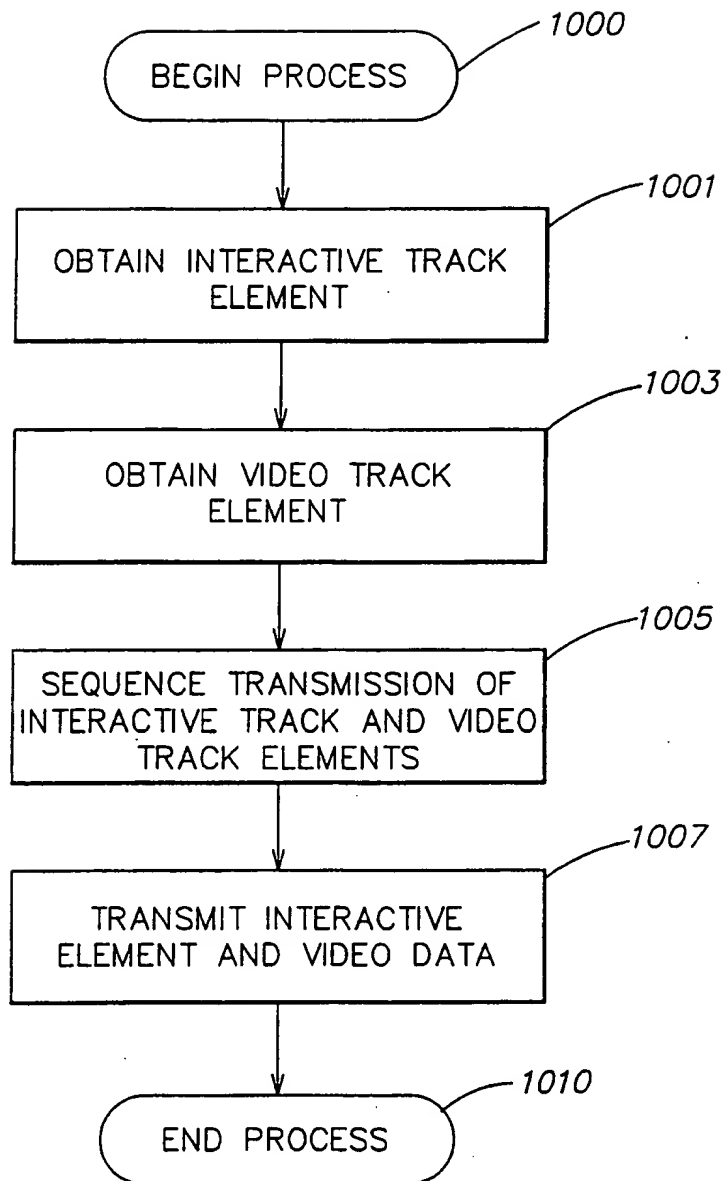 1000
BEGIN PROCESS
1001
OBTAIN INTERACTIVE TRACK
ELEMENT
1003
OBTAIN VIDEO TRACK
ELEMENT
1005
SEQUENCE TRANSMISSION OF
INTERACTIVE TRACK AND VIDEO
TRACK ELEMENTS
1007
TRANSMIT INTERACTIVE
ELEMENT AND VIDEO DATA
1010
END PROCESS